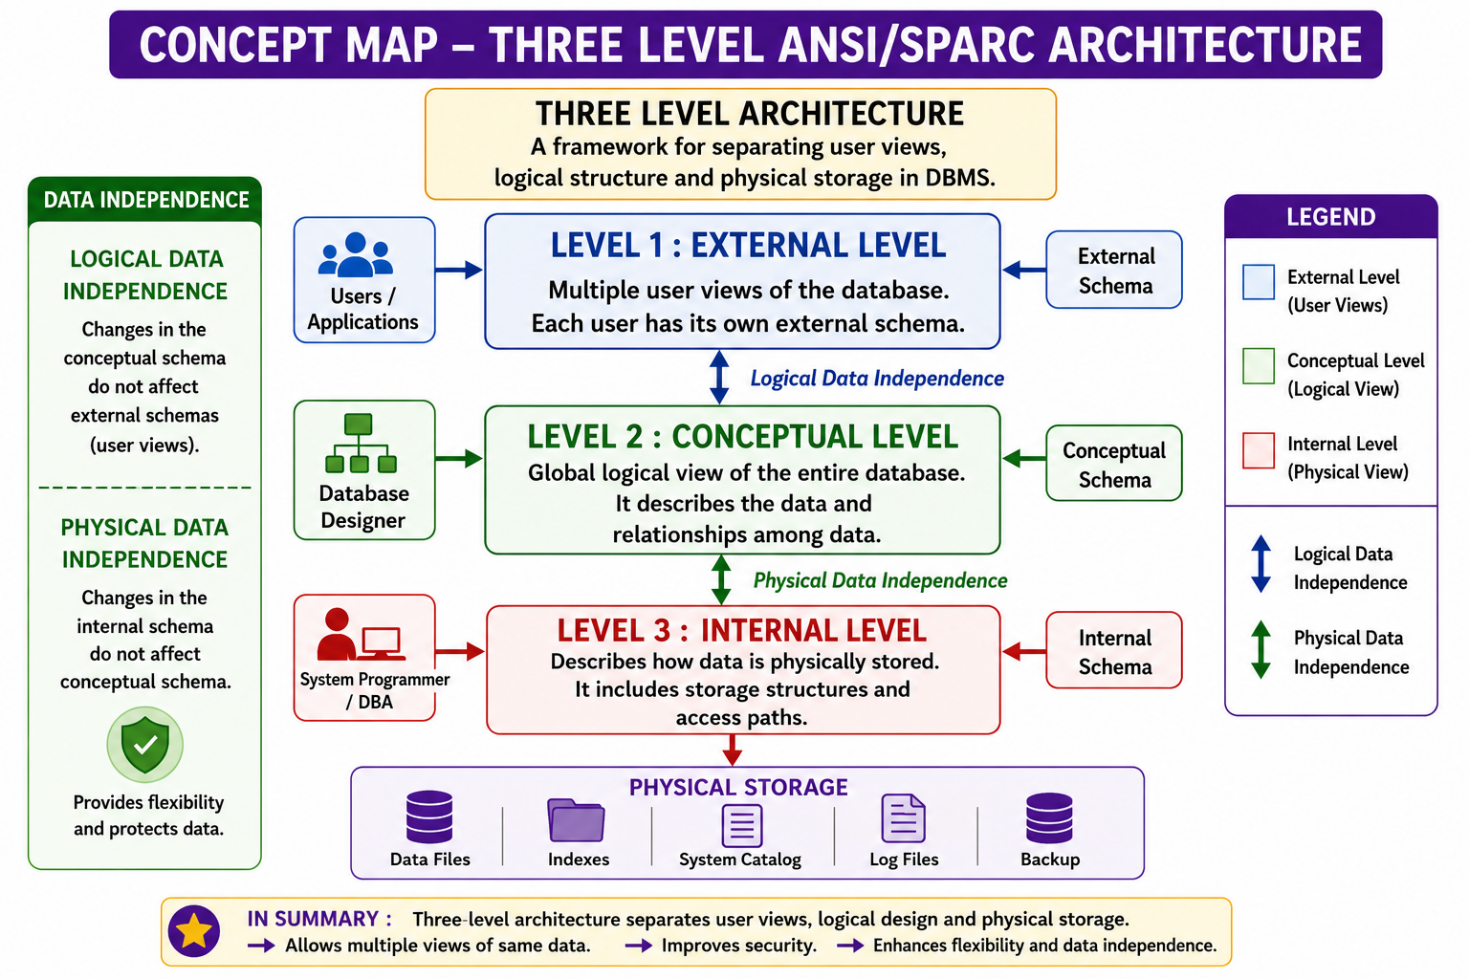 CONCEPT MAP – THREE LEVEL ANSI/SPARC ARCHITECTURE
THREE LEVEL ARCHITECTURE
A framework for separating user views,
logical structure and physical storage in DBMS.
DATA INDEPENDENCE
LOGICAL DATA
INDEPENDENCE
Changes in the
conceptual schema
do not affect
external schemas
(user views).
PHYSICAL DATA
INDEPENDENCE
Changes in the
internal schema
do not affect
conceptual schema.
Provides flexibility
and protects data.
Users /
Applications
LEVEL 1 : EXTERNAL LEVEL
Multiple user views of the database.
Each user has its own external schema.
External
Schema
Logical Data Independence
Database
Designer
LEVEL 2 : CONCEPTUAL LEVEL
Global logical view of the entire database.
It describes the data and
relationships among data.
Conceptual
Schema
Physical Data Independence
System Programmer
/ DBA
LEVEL 3 : INTERNAL LEVEL
Describes how data is physically stored.
It includes storage structures and
access paths.
Internal
Schema
LEGEND
External Level
(User Views)
Conceptual Level
(Logical View)
Internal Level
(Physical View)
Logical Data
Independence
Physical Data
Independence
PHYSICAL STORAGE
Data Files
Indexes
System Catalog
Log Files
Backup
IN SUMMARY : Three-level architecture separates user views, logical design and physical storage.
→ Allows multiple views of same data. → Improves security. → Enhances flexibility and data independence.